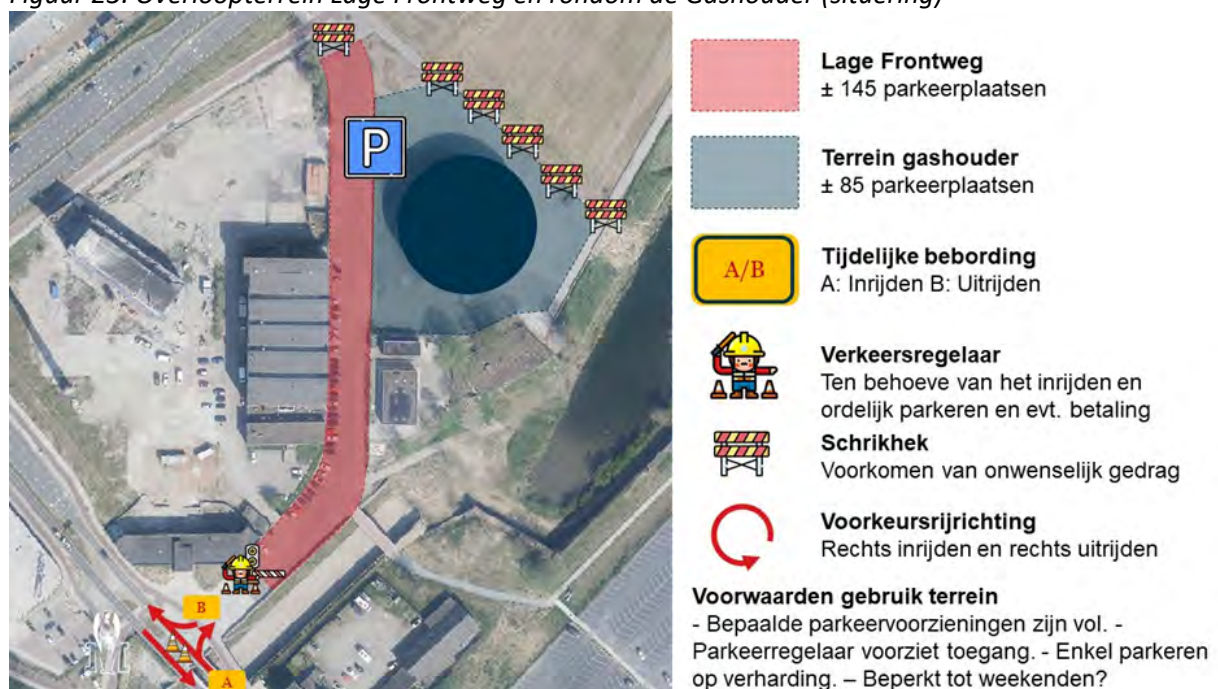 Figuur 23: Overloopterrein Lage Frontweg en rondom de Gashouder (situering)
P
B
A
Lage Frontweg
± 145 parkeerplaatsen
Terrein gashouder
± 85 parkeerplaatsen
A/B
Tijdelijke bebording
A: Inrijden B: Uitrijden
Verkeersregelaar
Ten behoeve van het inrijden en
ordelijk parkeren en evt. betaling
Schrikhek
Voorkomen van onwenselijk gedrag
Voorkeursrijrichting
Rechts inrijden en rechts uitrijden
Voorwaarden gebruik terrein
- Bepaalde parkeervoorzieningen zijn vol. -
Parkeerregelaar voorziet toegang. - Enkel parkeren
op verharding. – Beperkt tot weekenden?